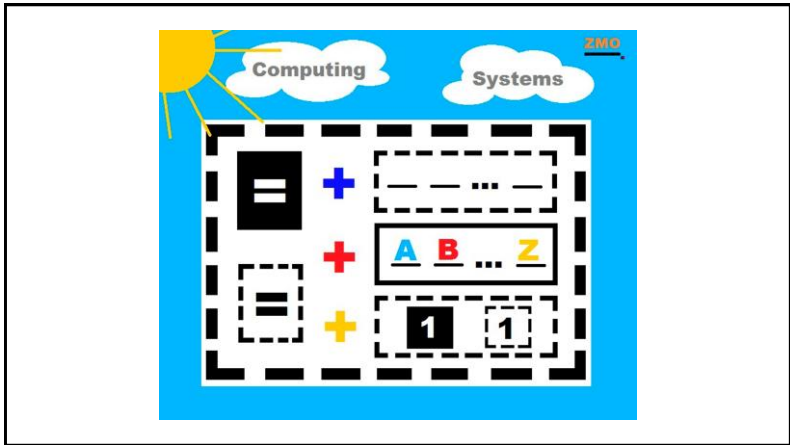 ZMO
Computing Systems
= + _ _ ... _
+ A B ... Z
= + 1 1